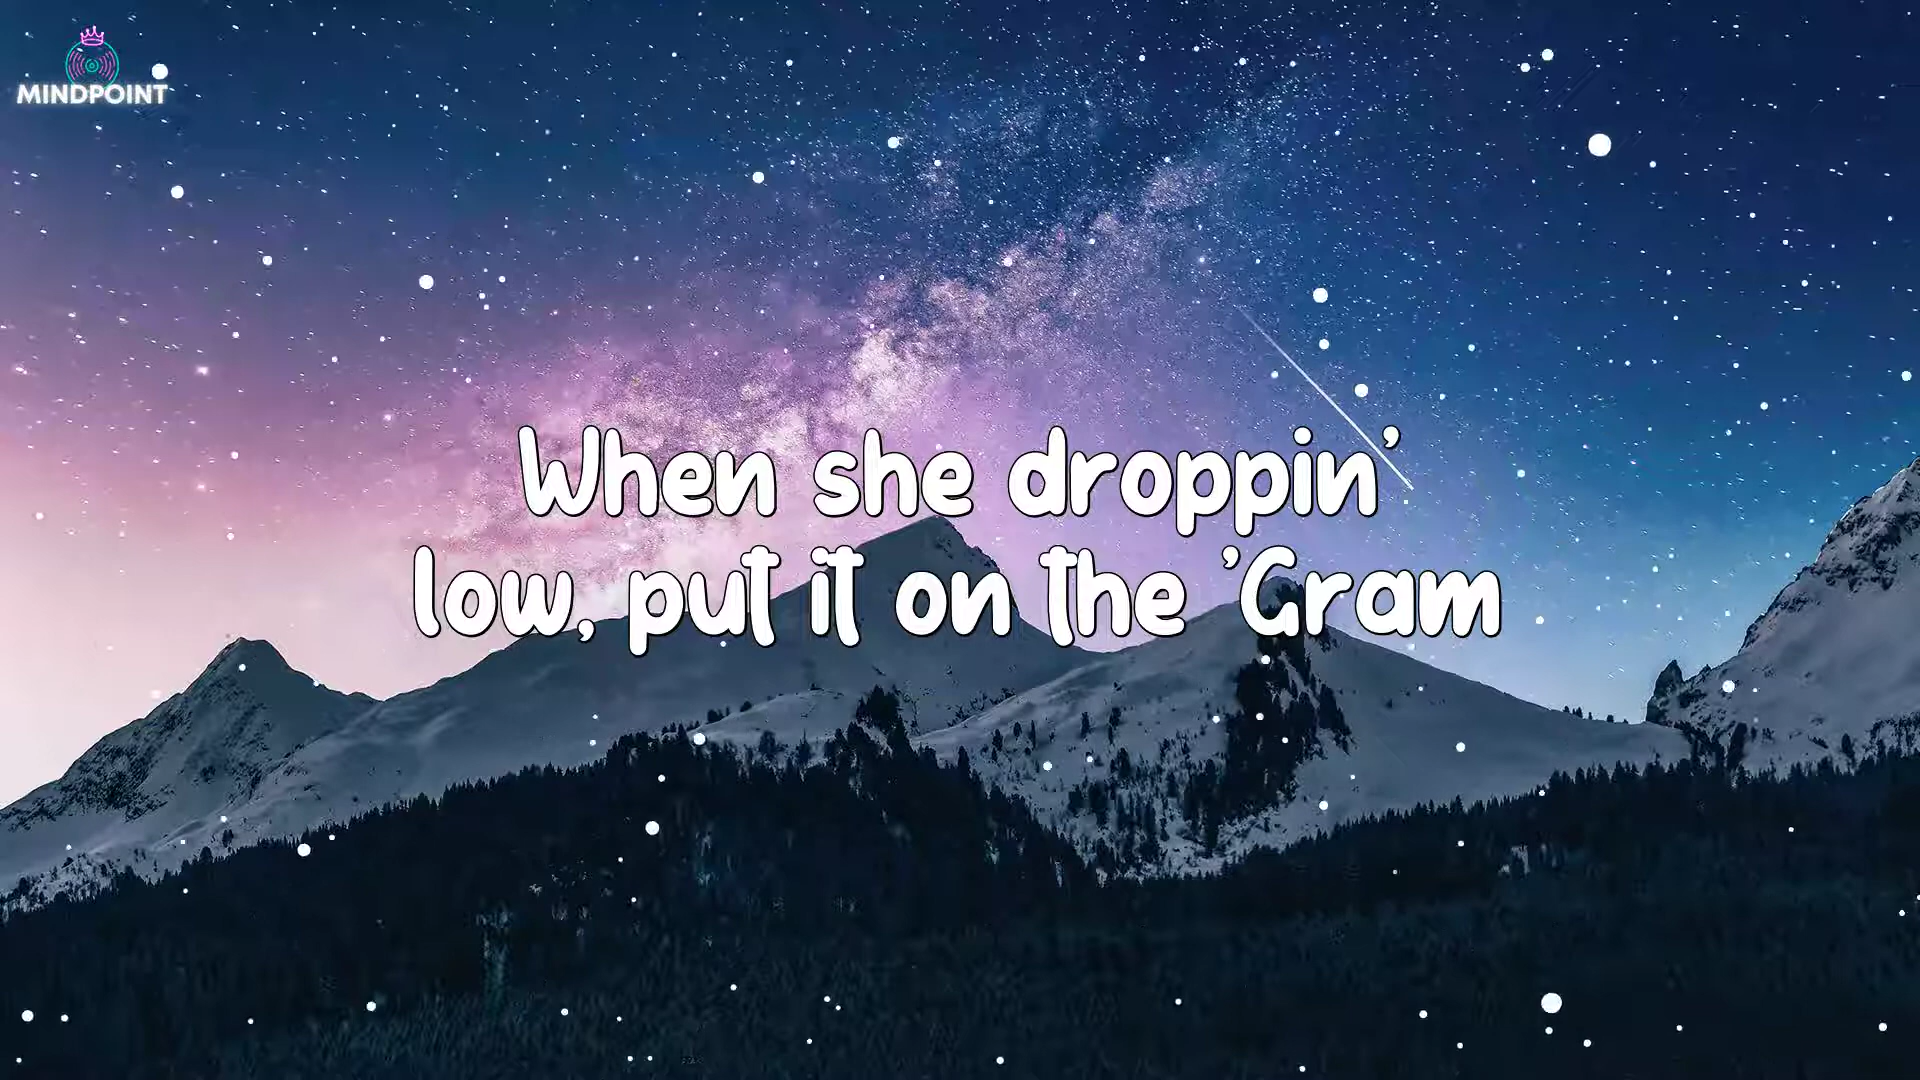 MINDPOINT
When she droppin'
low, put it on the 'Gram